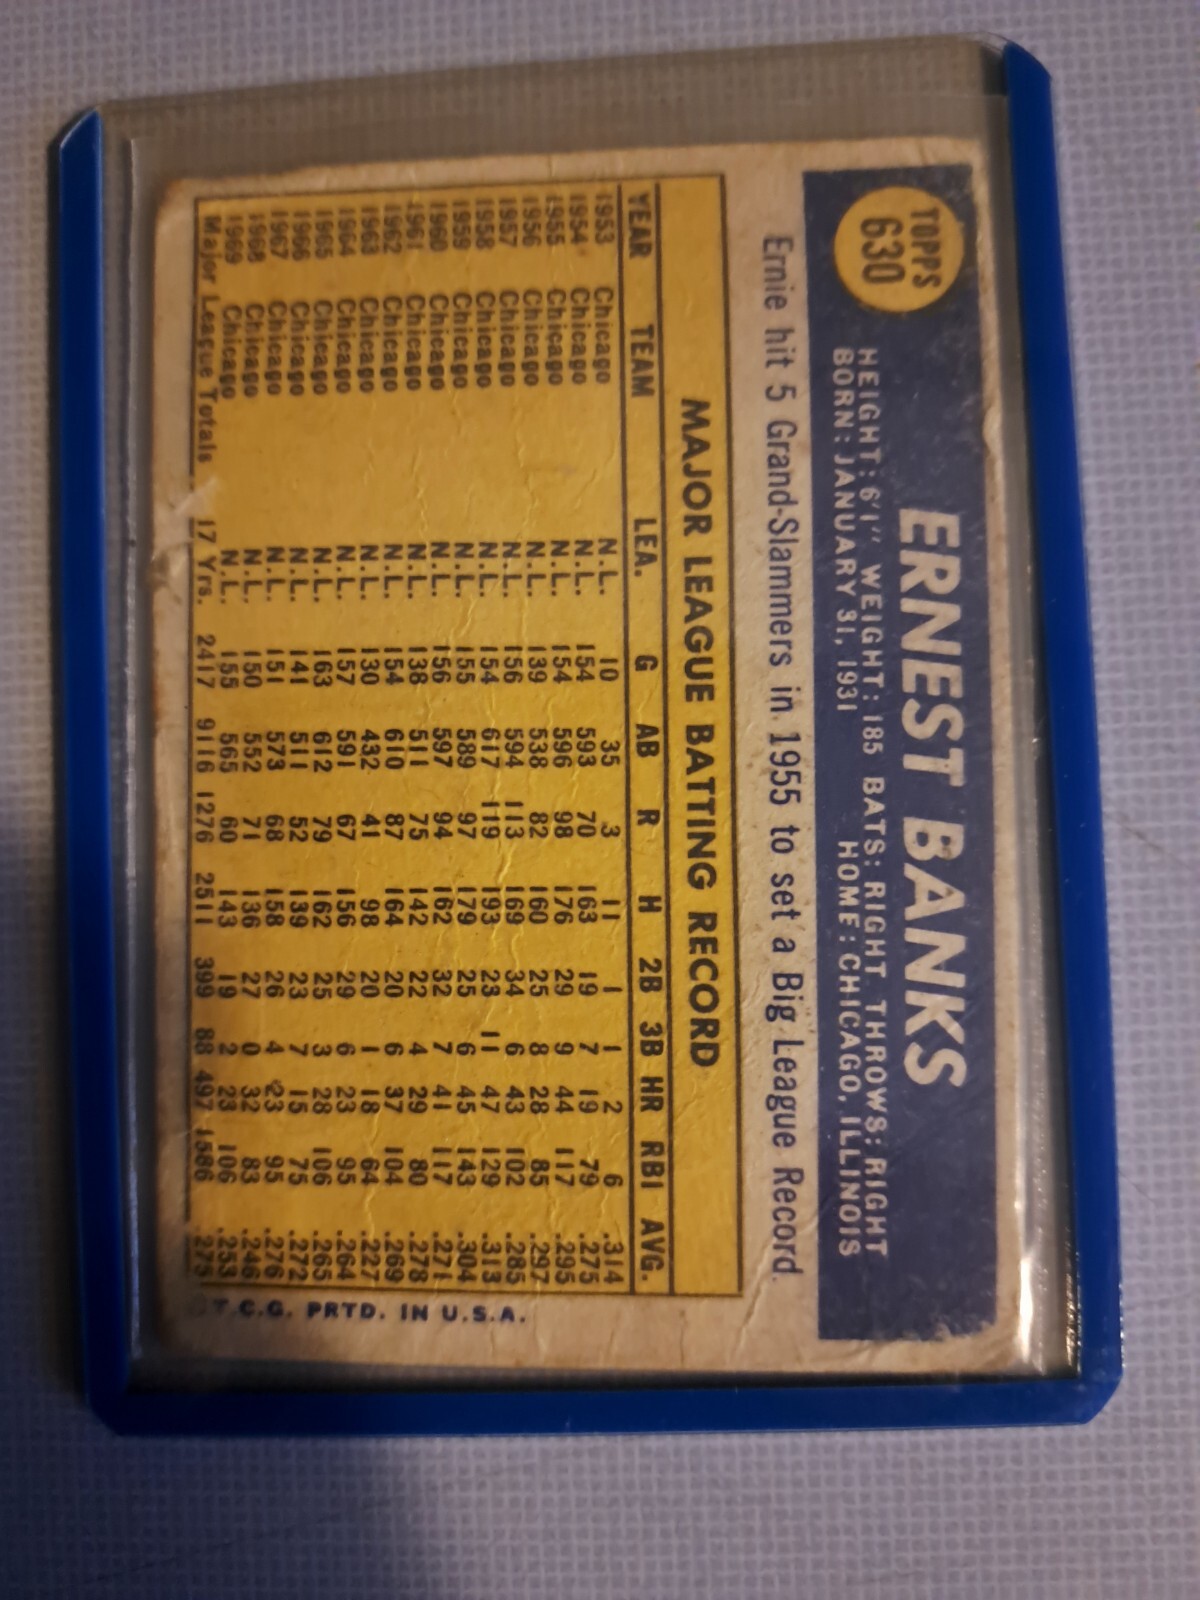 TOPPS
630
ERNEST BANKS
HEIGHT: 6'1" WEIGHT: 185 BATS: RIGHT THROWS: RIGHT
BORN: JANUARY 31, 1931 HOME: CHICAGO, ILLINOIS
Ernie hit 5 Grand-Slammers in 1955 to set a Big League Record.
MAJOR LEAGUE BATTING RECORD
YEAR TEAM LEA. G AB R H 2B 3B HR RBI AVG.
1953 Chicago N.L. 10 35 3 11 1 1 2 6 .314
1954 Chicago N.L. 154 593 70 163 19 7 19 79 .275
1955 Chicago N.L. 154 596 98 176 29 9 44 117 .295
1956 Chicago N.L. 139 538 82 160 25 8 28 85 .297
1957 Chicago N.L. 156 594 113 169 34 6 43 102 .285
1958 Chicago N.L. 154 617 119 193 23 11 47 129 .313
1959 Chicago N.L. 155 589 97 179 25 6 45 143 .304
1960 Chicago N.L. 156 597 94 162 32 7 41 117 .271
1961 Chicago N.L. 138 511 75 142 22 4 29 80 .278
1962 Chicago N.L. 154 610 87 164 20 6 37 104 .269
1963 Chicago N.L. 130 432 41 98 20 1 18 64 .227
1964 Chicago N.L. 157 591 67 156 29 6 23 95 .264
1965 Chicago N.L. 163 612 79 162 25 3 28 106 .265
1966 Chicago N.L. 141 511 52 139 23 7 15 75 .272
1967 Chicago N.L. 151 573 68 158 26 4 23 95 .276
1968 Chicago N.L. 150 552 71 136 27 0 32 83 .246
1969 Chicago N.L. 155 565 60 143 19 2 23 106 .253
Major League Totals 17 Yrs. 2417 9116 1276 2511 399 88 497 1586 .275
T.C.G. PRTD. IN U.S.A.